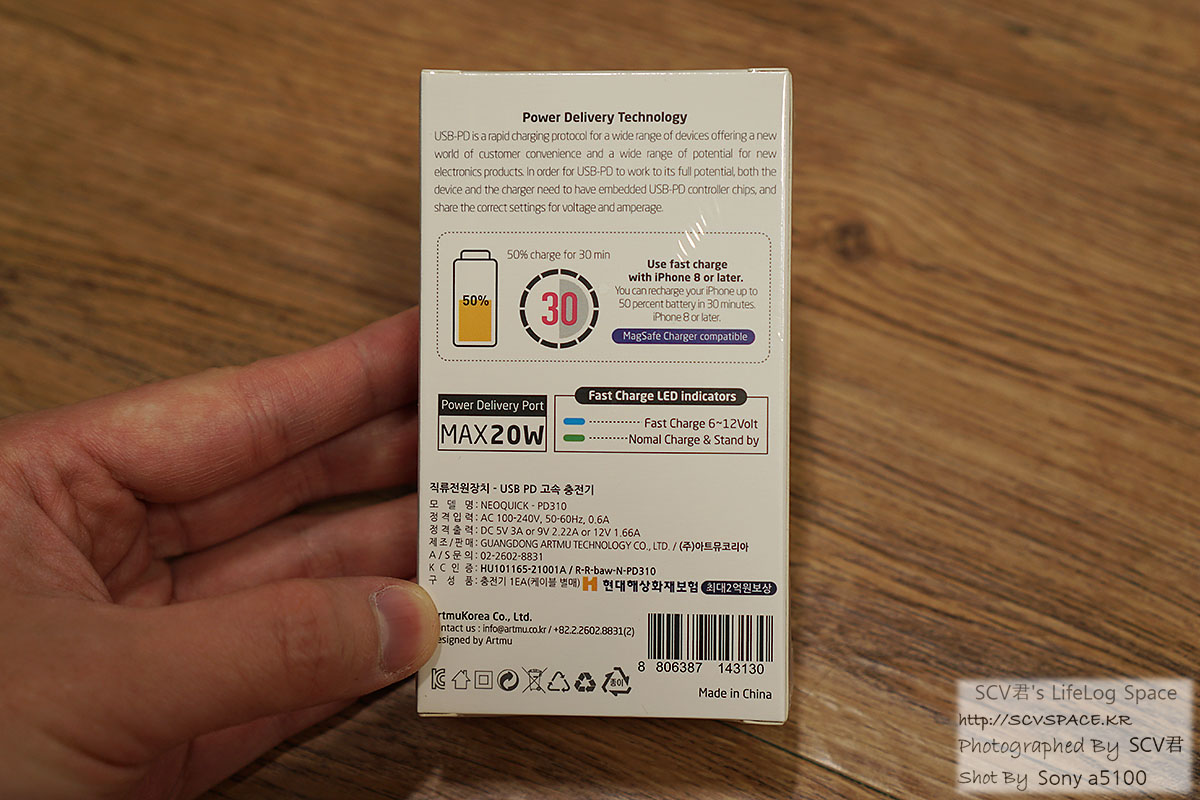 Power Delivery Technology
USB-PD is a rapid charging protocol for a wide range of devices offering a new
world of customer convenience and a wide range of potential for new
electronics products. In order for USB-PD to work to its full potential, both the
device and the charger need to have embedded USB-PD controller chips, and
share the correct settings for voltage and amperage.
50% charge for 30 min
50%
30
Use fast charge
with iPhone 8 or later.
You can recharge your iPhone up to
50 percent battery in 30 minutes.
iPhone 8 or later.
MagSafe Charger compatible
Power Delivery Port
MAX20W
Fast Charge LED indicators
Fast Charge 6~12Volt
Nomal Charge & Stand by
직류전원장치 - USB PD 고속 충전기
모 델 명 : NEOQUICK - PD310
정격입력 : AC 100-240V, 50-60Hz, 0.6A
정격출력 : DC 5V 3A or 9V 2.22A or 12V 1.66A
제조/판매 : GUANGDONG ARTMU TECHNOLOGY CO., LTD. / (주)아트뮤코리아
A/S문의 : 02-2602-8831
K C 인 증 : HU101165-21001A / R-R-baw-N-PD310
구 성 품 : 충전기 1EA(케이블 별매) 현대해상화재보험 최대2억원보상
rtmuKorea Co., Ltd.
ntact us : info@artmu.co.kr / +82.2.2602.8831(2)
esigned by Artmu
8 806387 143130
종이
Made in China
SCV君's LifeLog Space
http://SCVSPACE.KR
Photographed By SCV君
Shot By Sony a5100